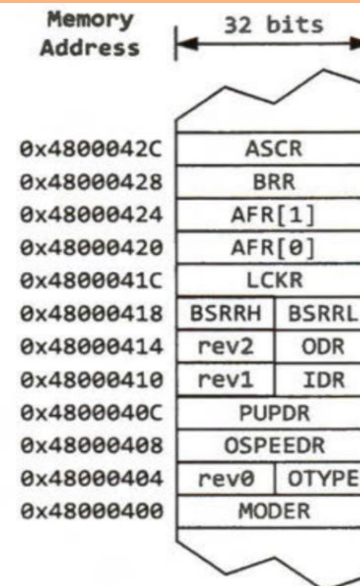 Memory Address
32 bits
0x4800042C ASCR
0x48000428 BRR
0x48000424 AFR[1]
0x48000420 AFR[0]
0x4800041C LCKR
0x48000418 BSRRH BSRRL
0x48000414 rev2 ODR
0x48000410 rev1 IDR
0x4800040C PUPDR
0x48000408 OSPEEDR
0x48000404 rev0 OTYPE
0x48000400 MODER